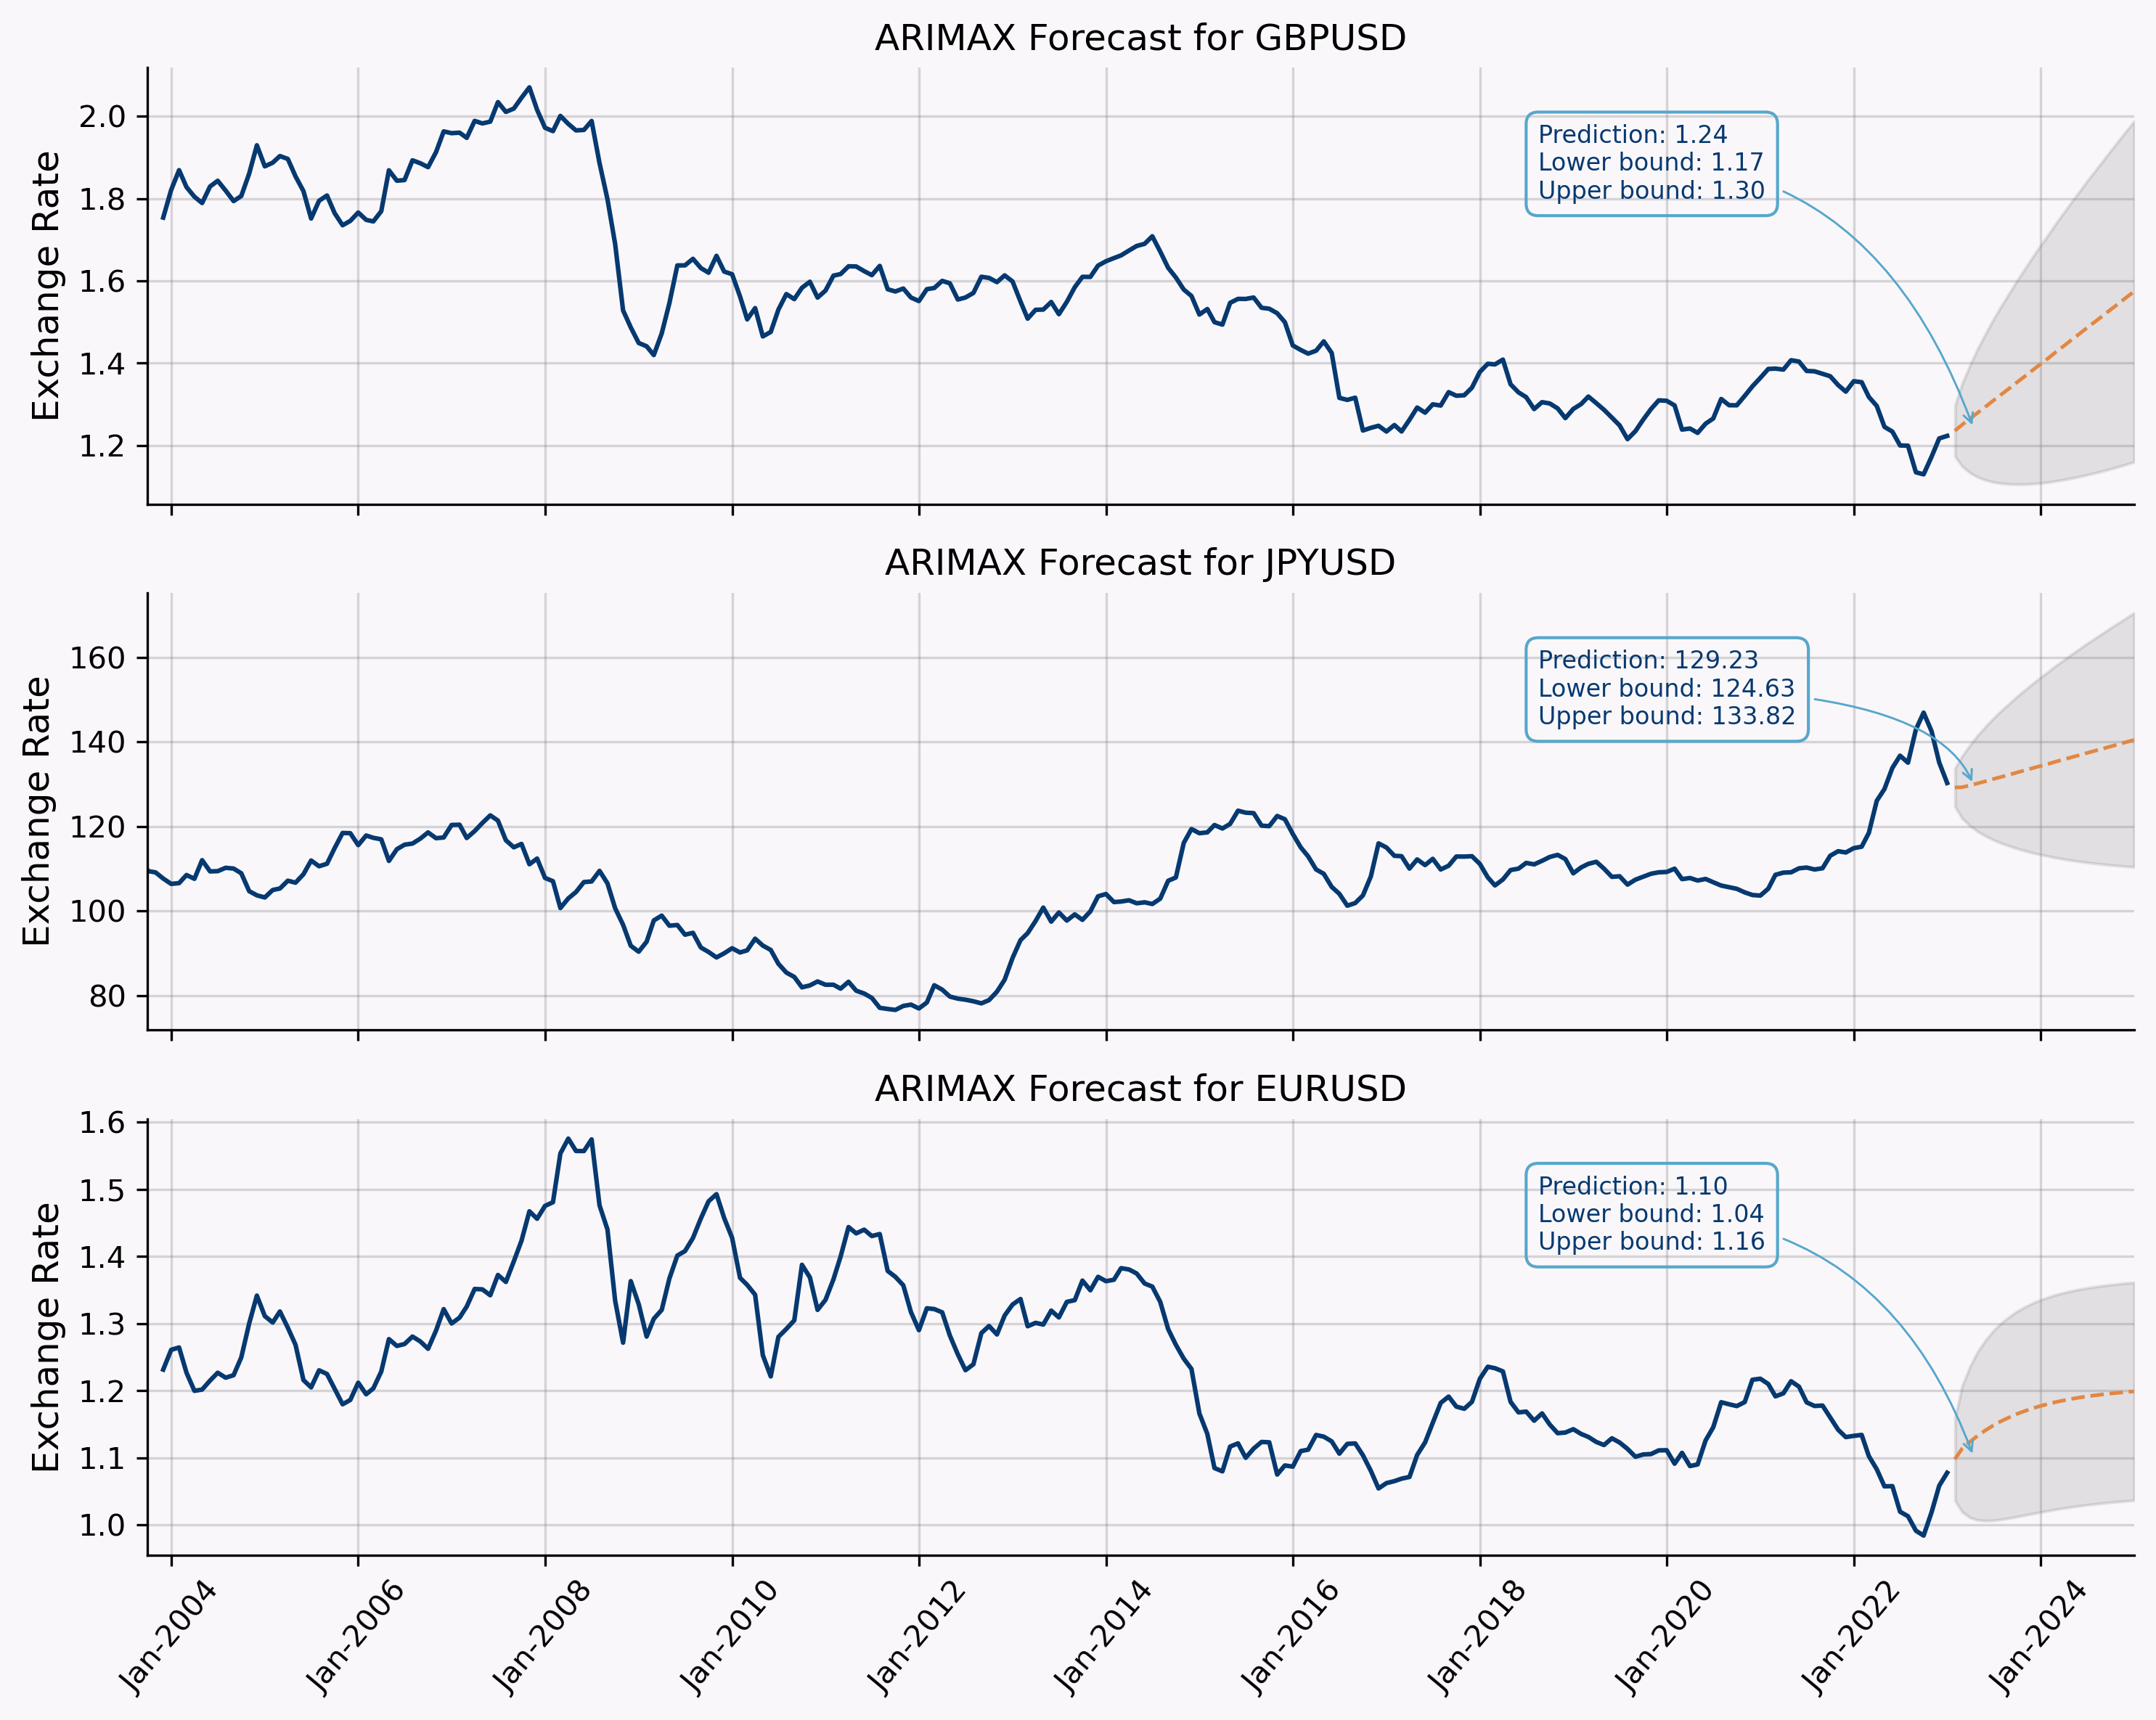 ARIMAX Forecast for GBPUSD
Exchange Rate
2.0
1.8
1.6
1.4
1.2
Prediction: 1.24
Lower bound: 1.17
Upper bound: 1.30
ARIMAX Forecast for JPYUSD
Exchange Rate
160
140
120
100
80
Prediction: 129.23
Lower bound: 124.63
Upper bound: 133.82
ARIMAX Forecast for EURUSD
Exchange Rate
1.6
1.5
1.4
1.3
1.2
1.1
1.0
Prediction: 1.10
Lower bound: 1.04
Upper bound: 1.16
Jan-2004
Jan-2006
Jan-2008
Jan-2010
Jan-2012
Jan-2014
Jan-2016
Jan-2018
Jan-2020
Jan-2022
Jan-2024